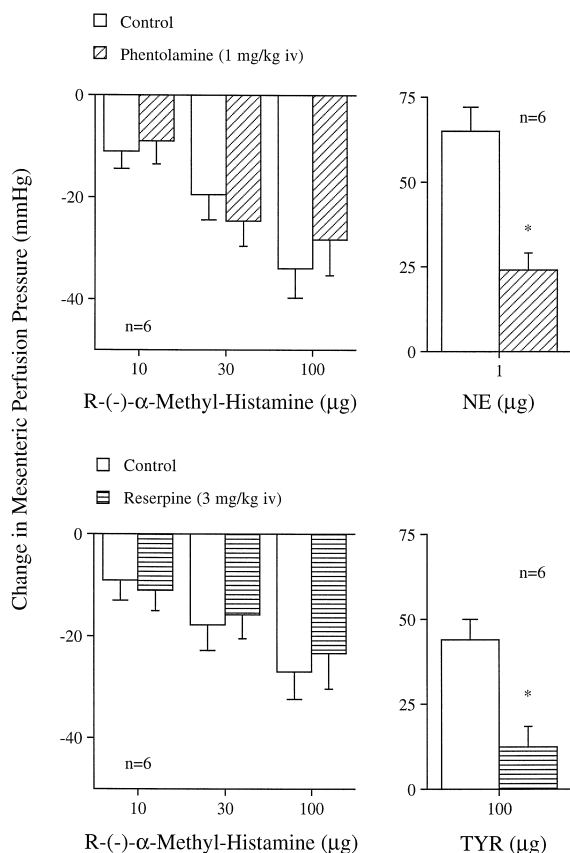 Control
Phentolamine (1 mg/kg iv)
Change in Mesenteric Perfusion Pressure (mmHg)
0
-20
-40
n=6
10 30 100
R-(-)-α-Methyl-Histamine (µg)
75
50
25
0
n=6
*
1
NE (µg)
Control
Reserpine (3 mg/kg iv)
0
-20
-40
n=6
10 30 100
R-(-)-α-Methyl-Histamine (µg)
75
50
25
0
n=6
*
100
TYR (µg)